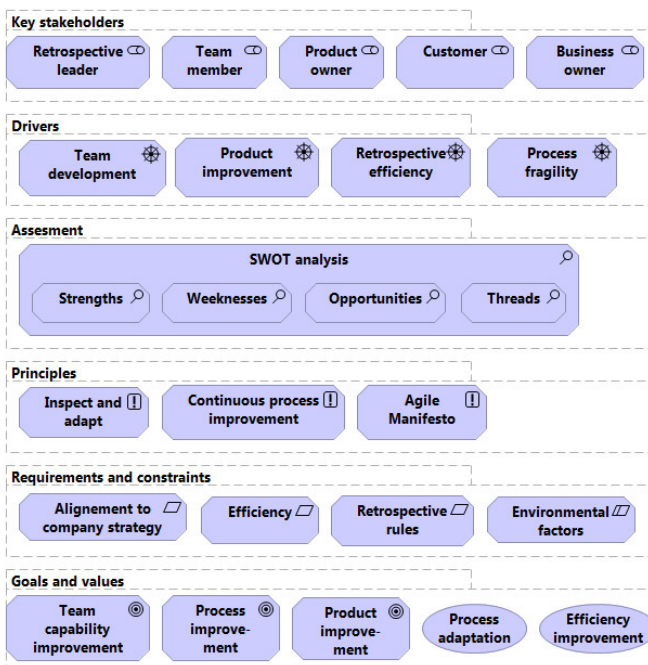 Key stakeholders
Retrospective leader
Team member
Product owner
Customer
Business owner
Drivers
Team development
Product improvement
Retrospective efficiency
Process fragility
Assesment
SWOT analysis
Strengths
Weeknesses
Opportunities
Threads
Principles
Inspect and adapt
Continuous process improvement
Agile Manifesto
Requirements and constraints
Alignement to company strategy
Efficiency
Retrospective rules
Environmental factors
Goals and values
Team capability improvement
Process improve-ment
Product improve-ment
Process adaptation
Efficiency improvement